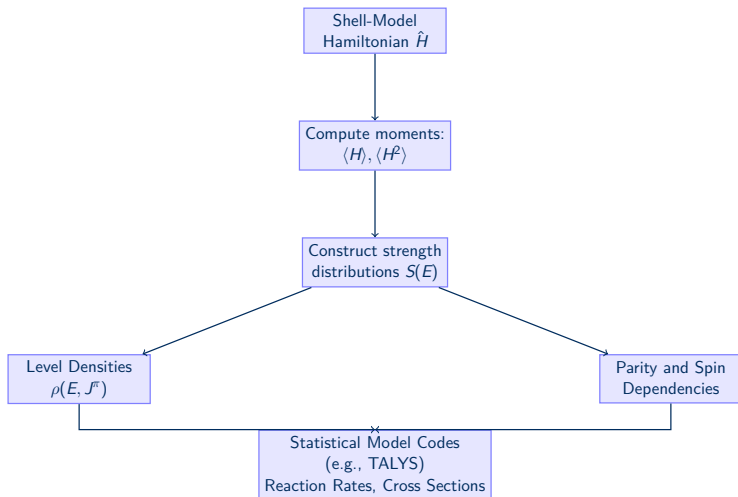 Shell-Model
Hamiltonian Ĥ
Compute moments:
⟨H⟩, ⟨H²⟩
Construct strength
distributions S(E)
Level Densities
ρ(E, J^π)
Parity and Spin
Dependencies
Statistical Model Codes
(e.g., TALYS)
Reaction Rates, Cross Sections